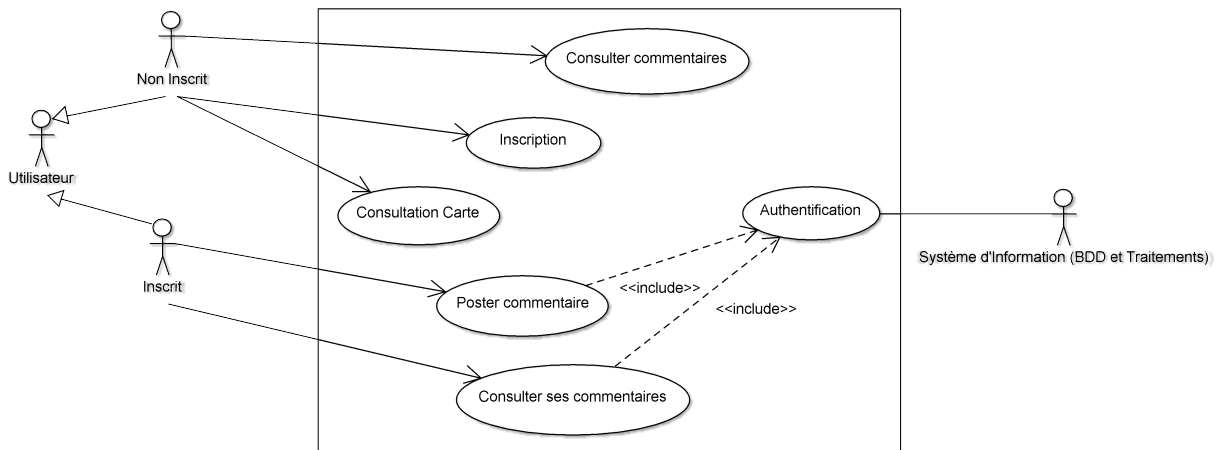 Non Inscrit
Consulter commentaires
Utilisateur
Inscription
Consultation Carte
Authentification
Système d'Information (BDD et Traitements)
Inscrit
Poster commentaire
<<include>>
<<include>>
Consulter ses commentaires